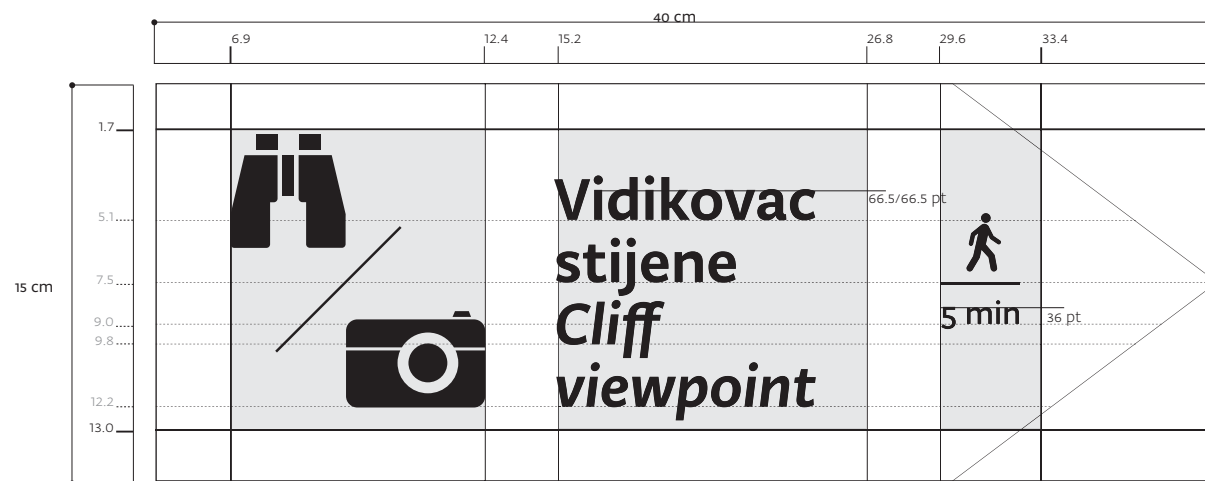 40 cm
6.9 12.4 15.2 26.8 29.6 33.4
1.7
5.1
7.5
9.0
9.8
12.2
13.0
15 cm
Vidikovac
stijene
Cliff
viewpoint
66.5/66.5 pt
5 min
36 pt